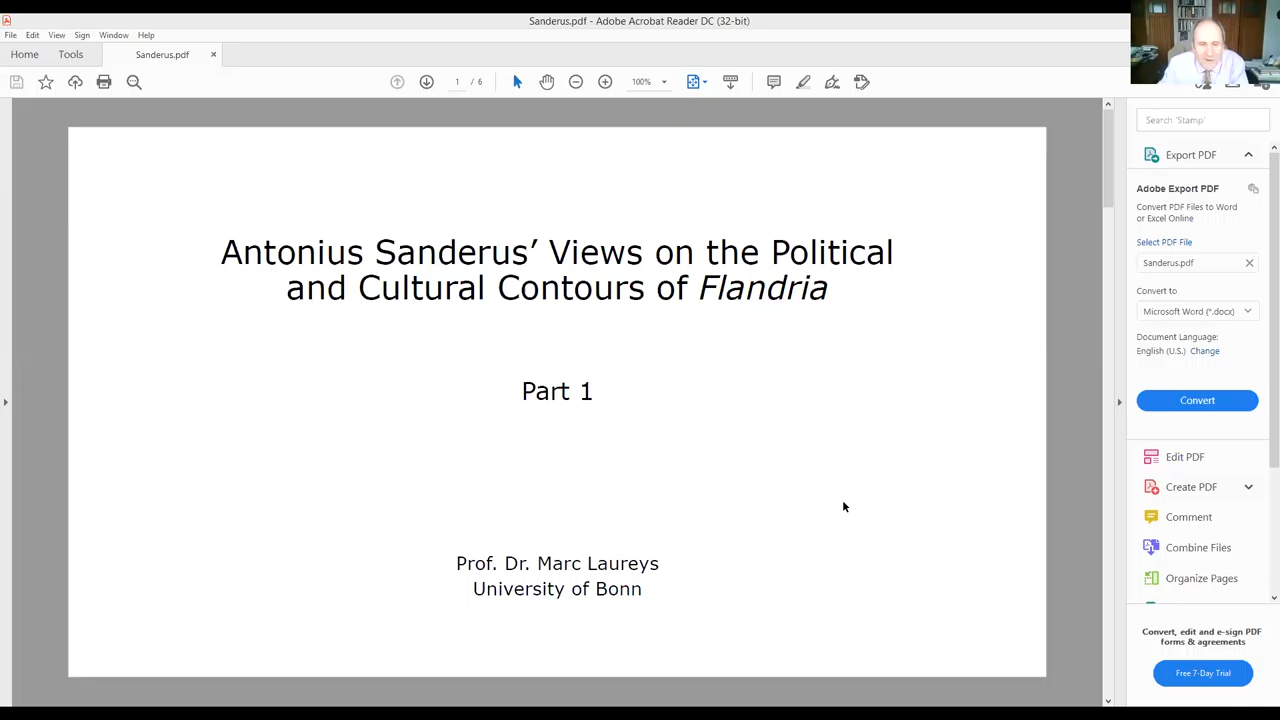 Sanderus.pdf - Adobe Acrobat Reader DC (32-bit)
File Edit View Sign Window Help
Home Tools Sanderus.pdf ×
1 / 6 100%
Search 'Stamp'
Export PDF
Adobe Export PDF
Convert PDF Files to Word
or Excel Online
Select PDF File
Sanderus.pdf
Convert to
Microsoft Word (*.docx)
Document Language:
English (U.S.) Change
Convert
Edit PDF
Create PDF
Comment
Combine Files
Organize Pages
Convert, edit and e-sign PDF
forms & agreements
Free 7-Day Trial
Antonius Sanderus’ Views on the Political
and Cultural Contours of Flandria
Part 1
Prof. Dr. Marc Laureys
University of Bonn